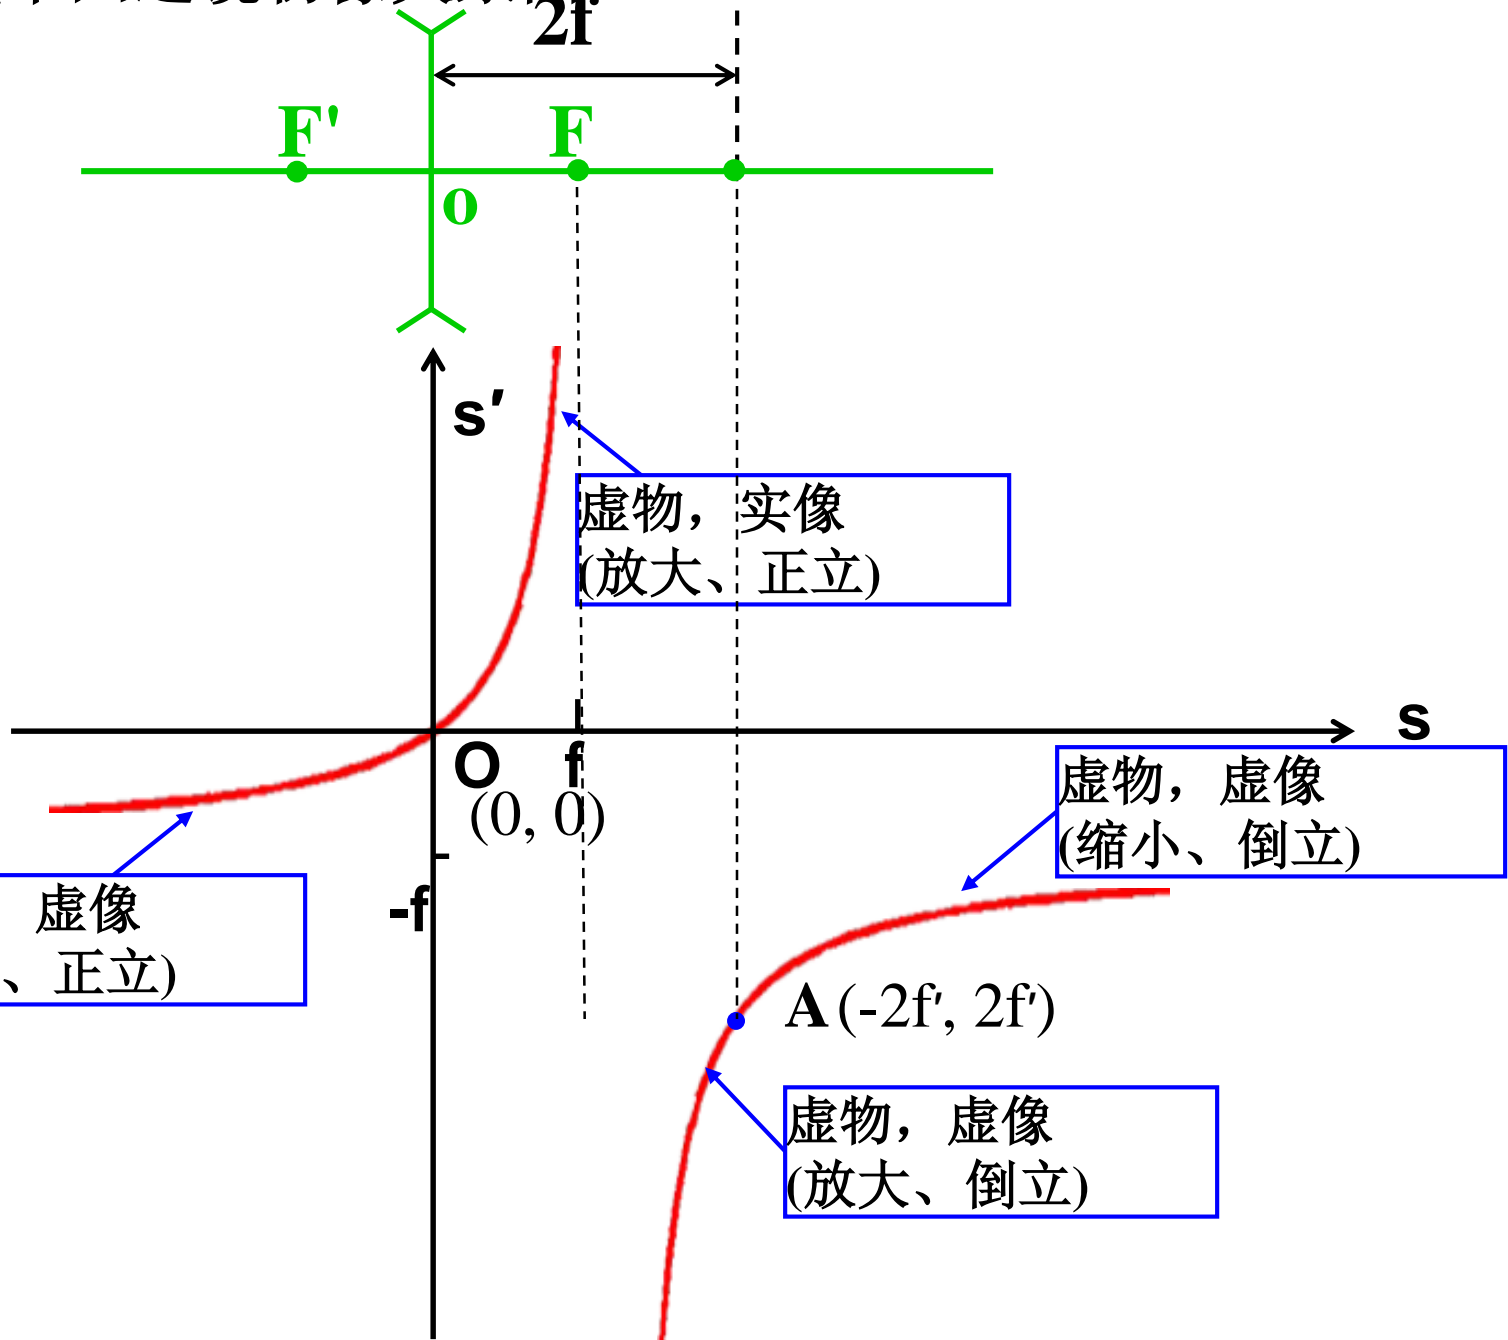 2f
F'
F
o
s′
虚物，实像
(放大、正立)
s
O
f
(0, 0)
虚物，虚像
(缩小、倒立)
-f
虚像
、正立)
A (-2f′, 2f′)
虚物，虚像
(放大、倒立)